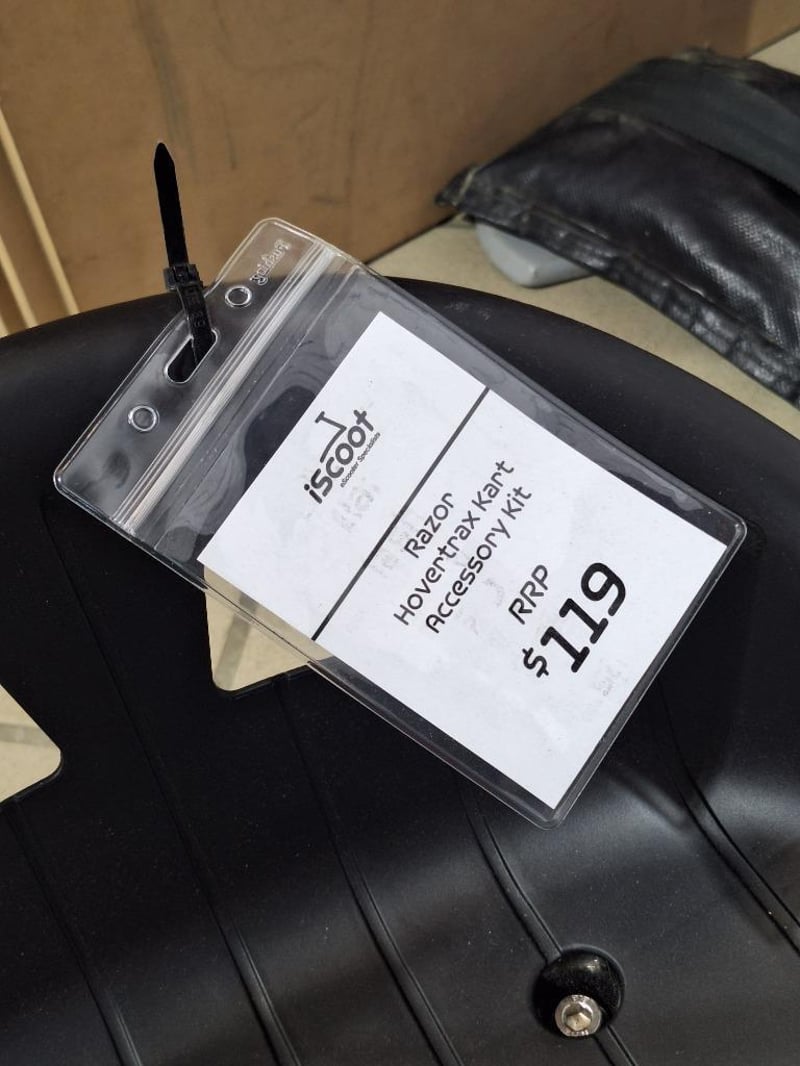 iscoot
eScooter Specialists
Razor
Hovertrax Kart
Accessory Kit
RRP
$119